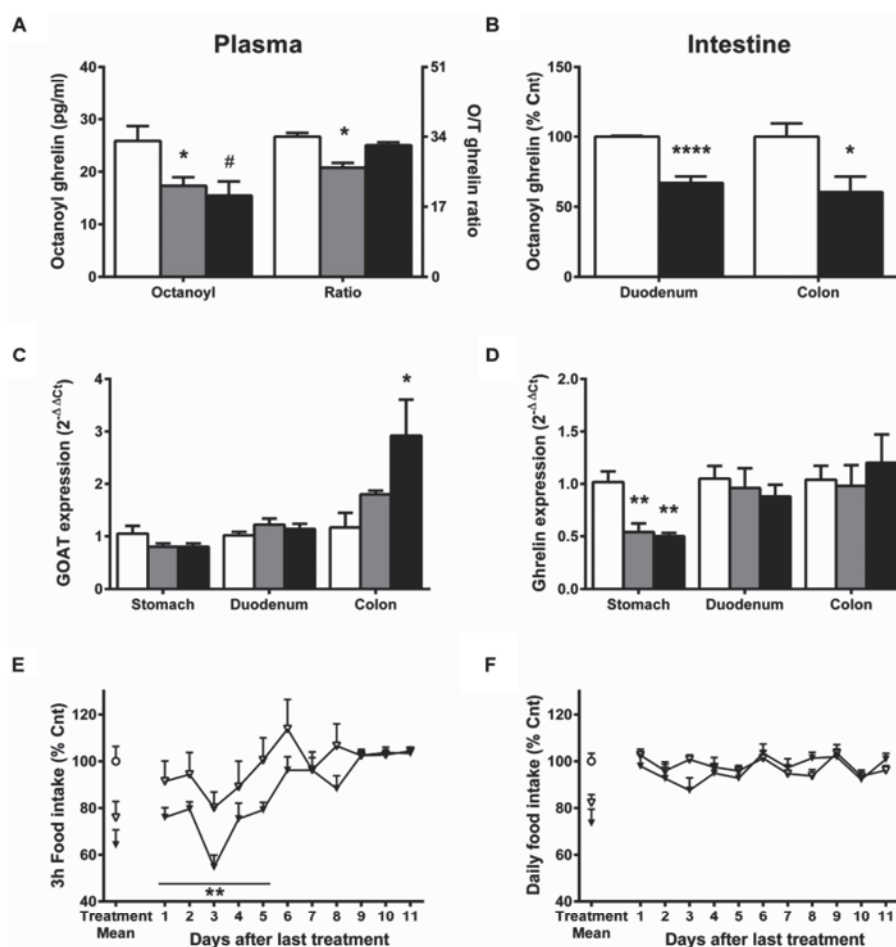 A
Plasma
Octanoyl ghrelin (pg/ml)
40
30
20
10
0
*
#
*
51
34
17
0
O/T ghrelin ratio
Octanoyl
Ratio
B
Intestine
Octanoyl ghrelin (% Cnt)
150
100
50
0
****
*
Duodenum
Colon
C
GOAT expression (2-Δ ΔCt)
4
3
2
1
0
*
Stomach
Duodenum
Colon
D
Ghrelin expression (2-Δ ΔCt)
2.0
1.5
1.0
0.5
0.0
**
**
Stomach
Duodenum
Colon
E
3h Food intake (% Cnt)
120
100
80
60
40
**
Treatment
Mean
1 2 3 4 5 6 7 8 9 10 11
Days after last treatment
F
Daily food intake (% Cnt)
120
100
80
60
40
Treatment
Mean
1 2 3 4 5 6 7 8 9 10 11
Days after last treatment